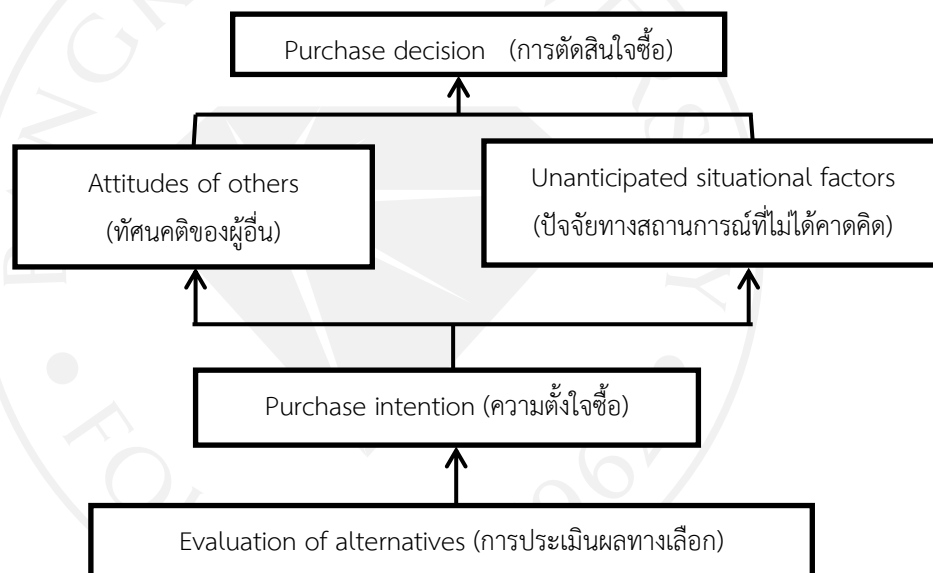 Purchase decision (การตัดสินใจซื้อ)
Attitudes of others
(ทัศนคติของผู้อื่น)
Unanticipated situational factors
(ปัจจัยทางสถานการณ์ที่ไม่ได้คาดคิด)
Purchase intention (ความตั้งใจซื้อ)
Evaluation of alternatives (การประเมินผลทางเลือก)